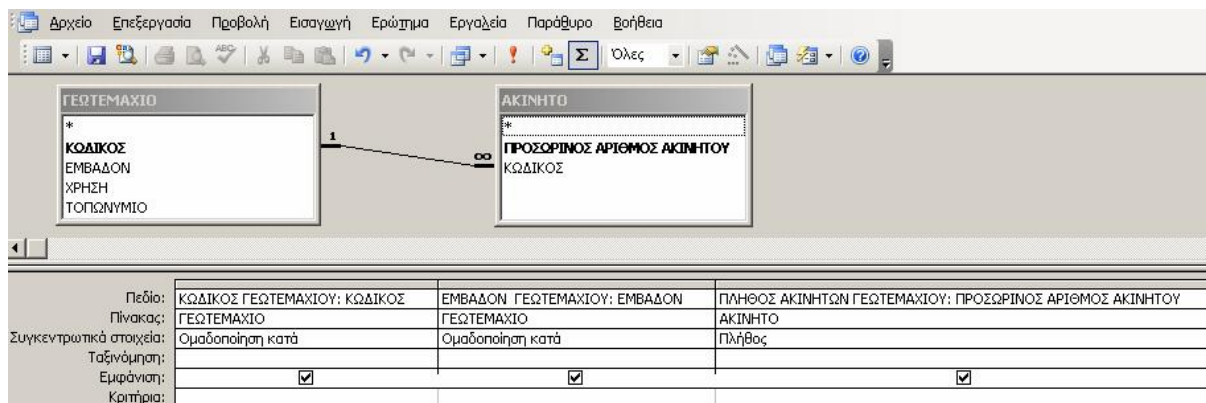 Αρχείο Επεξεργασία Προβολή Εισαγωγή Ερώτημα Εργαλεία Παράθυρο Βοήθεια
ABC Σ Όλες
ΓΕΩΤΕΜΑΧΙΟ
*
ΚΩΔΙΚΟΣ
ΕΜΒΑΔΟΝ
ΧΡΗΣΗ
ΤΟΠΩΝΥΜΙΟ
1
∞
ΑΚΙΝΗΤΟ
*
ΠΡΟΣΩΡΙΝΟΣ ΑΡΙΘΜΟΣ ΑΚΙΝΗΤΟΥ
ΚΩΔΙΚΟΣ
Πεδίο: ΚΩΔΙΚΟΣ ΓΕΩΤΕΜΑΧΙΟΥ: ΚΩΔΙΚΟΣ ΕΜΒΑΔΟΝ ΓΕΩΤΕΜΑΧΙΟΥ: ΕΜΒΑΔΟΝ ΠΛΗΘΟΣ ΑΚΙΝΗΤΩΝ ΓΕΩΤΕΜΑΧΙΟΥ: ΠΡΟΣΩΡΙΝΟΣ ΑΡΙΘΜΟΣ ΑΚΙΝΗΤΟΥ
Πίνακας: ΓΕΩΤΕΜΑΧΙΟ ΓΕΩΤΕΜΑΧΙΟ ΑΚΙΝΗΤΟ
Συγκεντρωτικά στοιχεία: Ομαδοποίηση κατά Ομαδοποίηση κατά Πλήθος
Ταξινόμηση:
Εμφάνιση:
Κριτήρια: